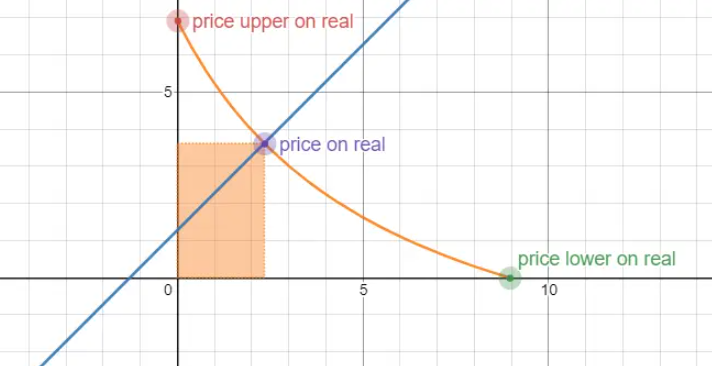 price upper on real
5
price on real
price lower on real
0
5
10